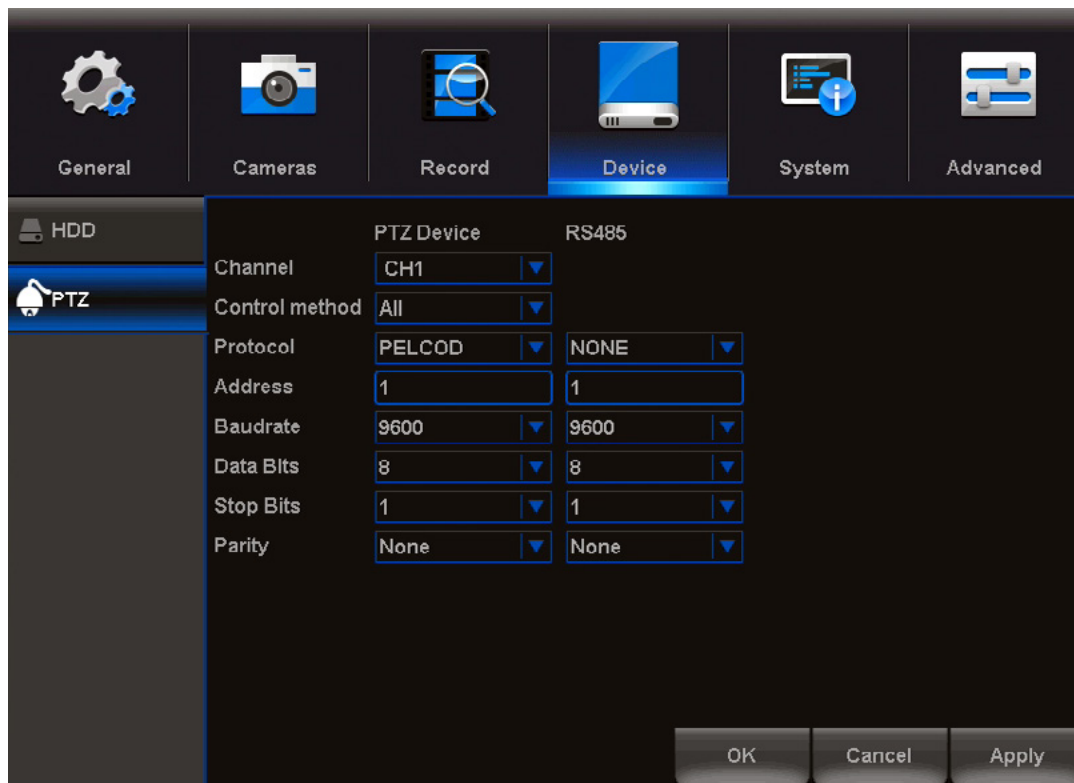 General Cameras Record Device System Advanced
HDD
PTZ Device RS485
Channel CH1
PTZ
Control method All
Protocol PELCOD NONE
Address 1 1
Baudrate 9600 9600
Data BIts 8 8
Stop Bits 1 1
Parity None None
OK Cancel Apply